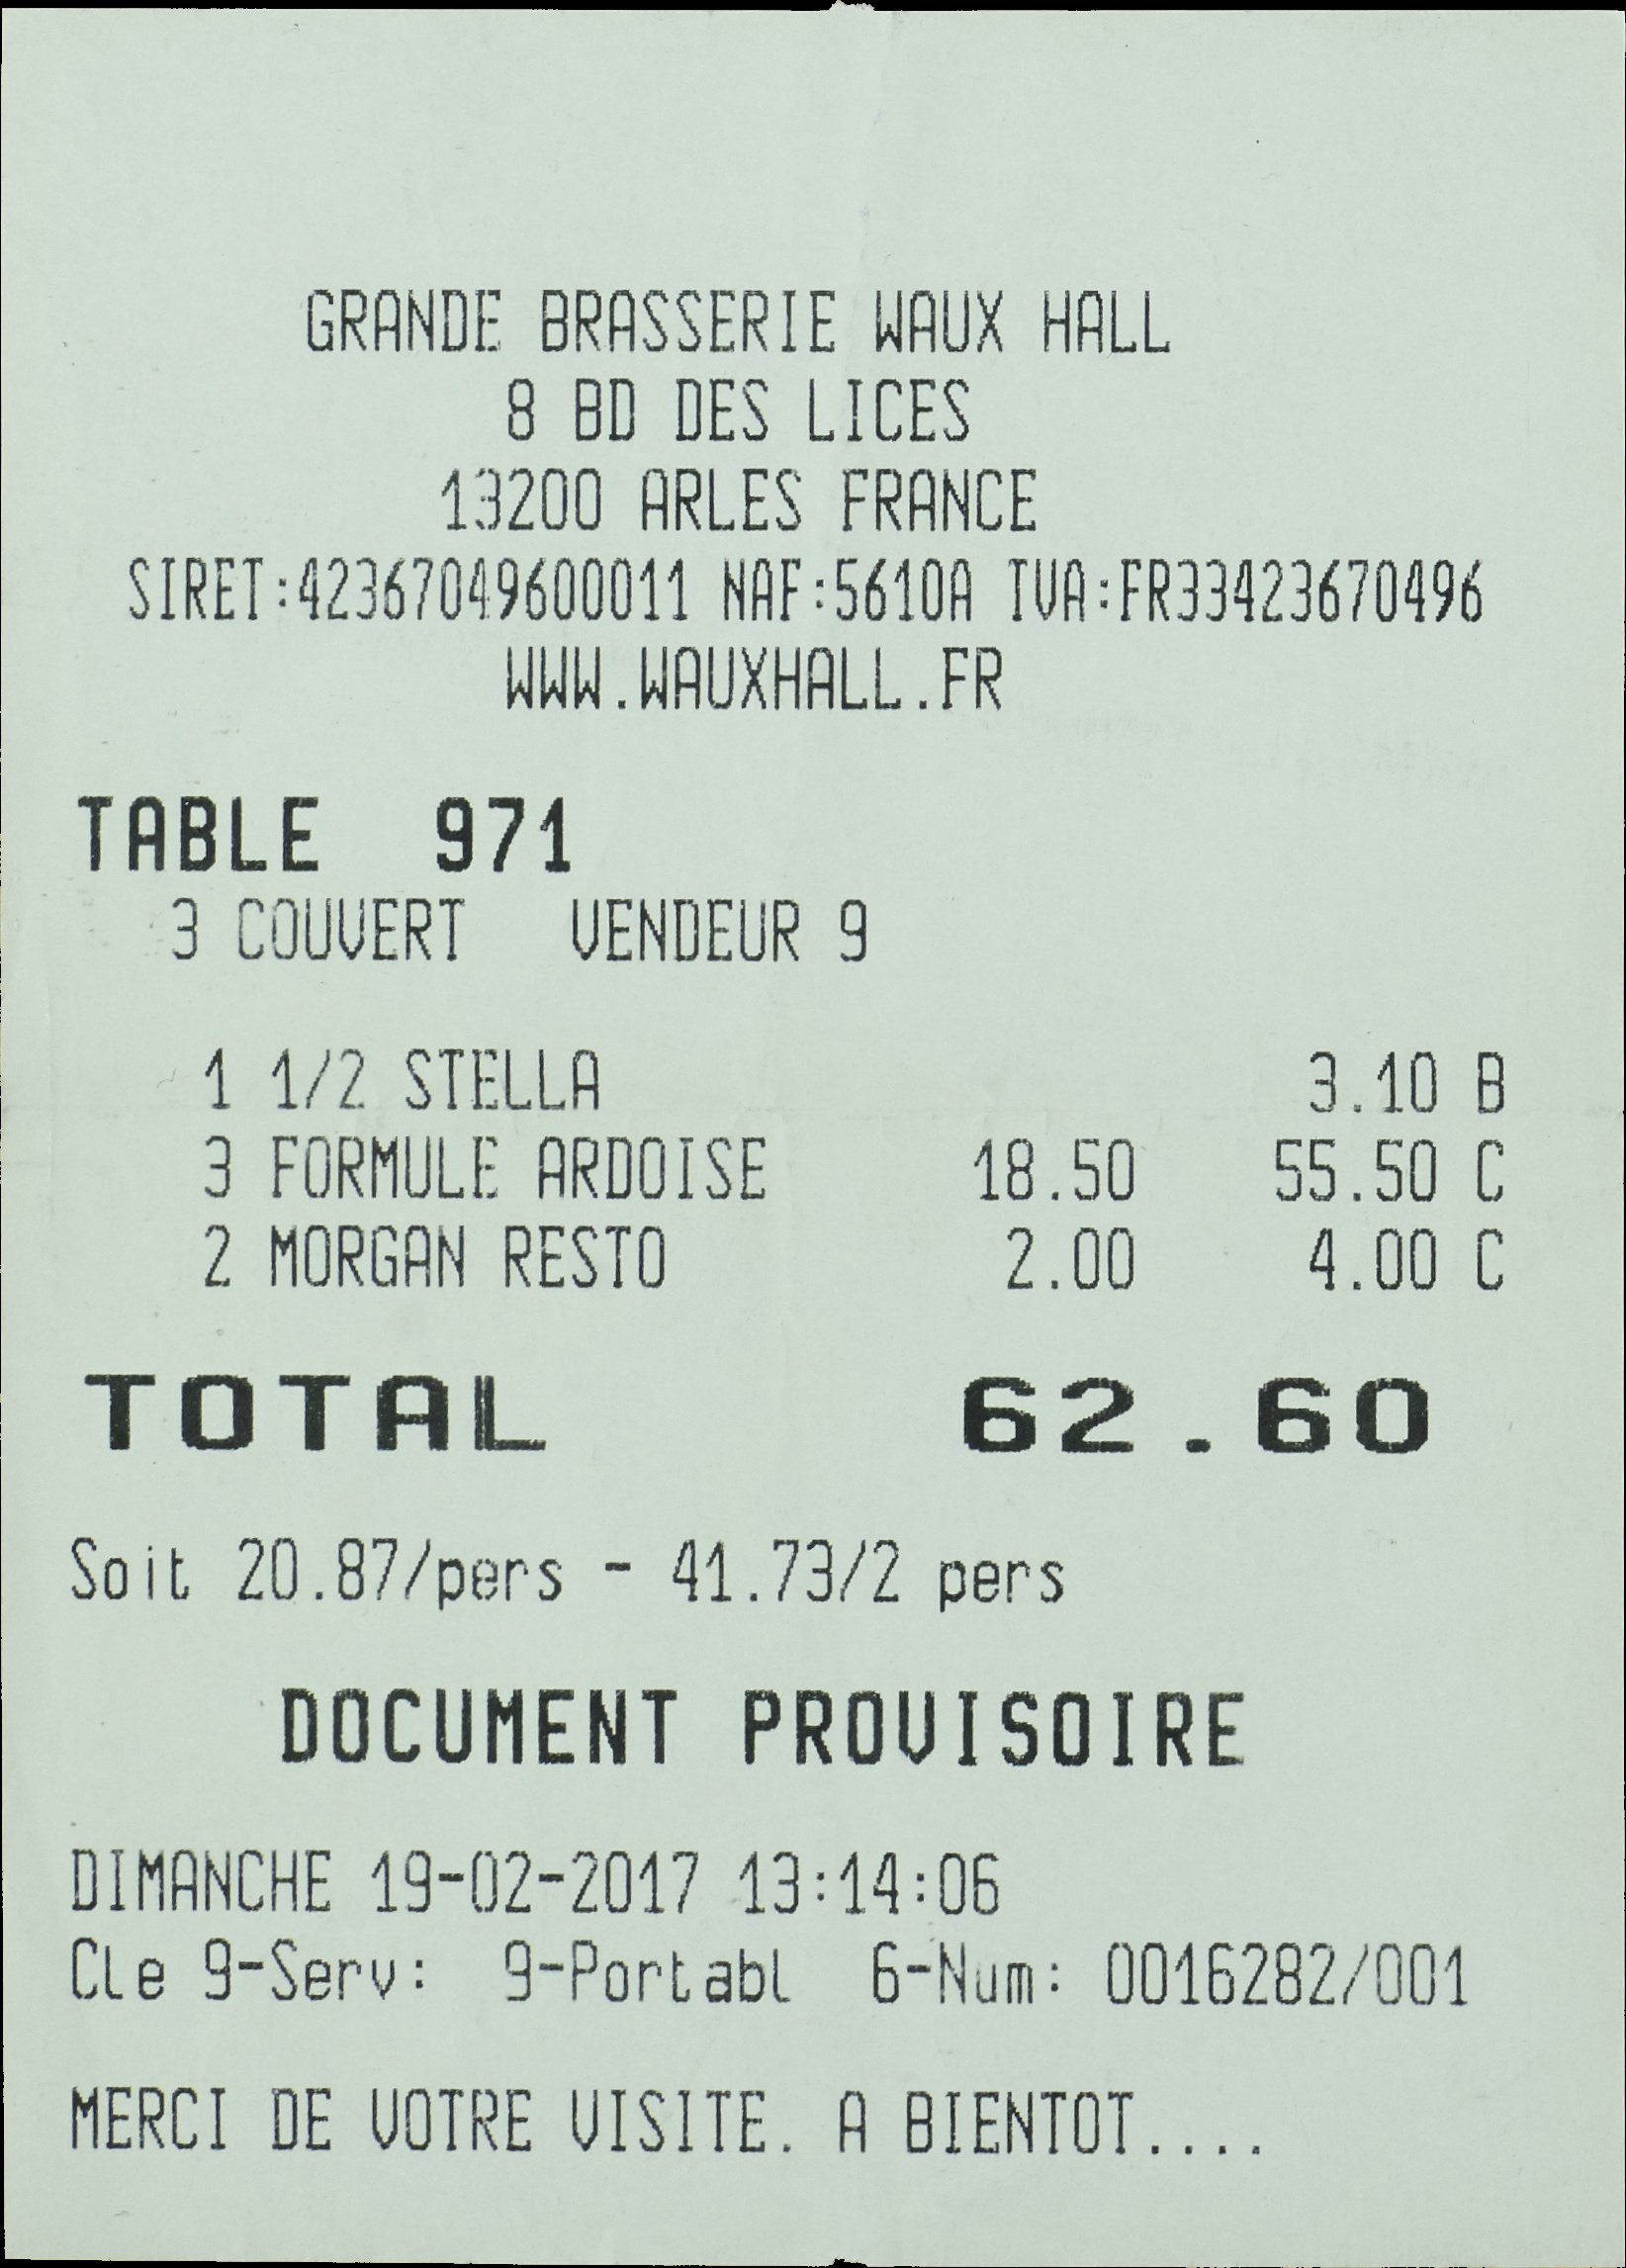 GRANDE BRASSERIE WAUX HALL
8 BD DES LICES
13200 ARLES FRANCE
SIRET:42367049600011 NAF:5610A TVA:FR33423670496
WWW.WAUXHALL.FR
TABLE 971
3 COUVERT VENDEUR 9
1 1/2 STELLA 3.10 B
3 FORMULE ARDOISE 18.50 55.50 C
2 MORGAN RESTO 2.00 4.00 C
TOTAL 62.60
Soit 20.87/pers - 41.73/2 pers
DOCUMENT PROVISOIRE
DIMANCHE 19-02-2017 13:14:06
Cle 9-Serv: 9-Portabl 6-Num: 0016282/001
MERCI DE VOTRE VISITE. A BIENTOT....